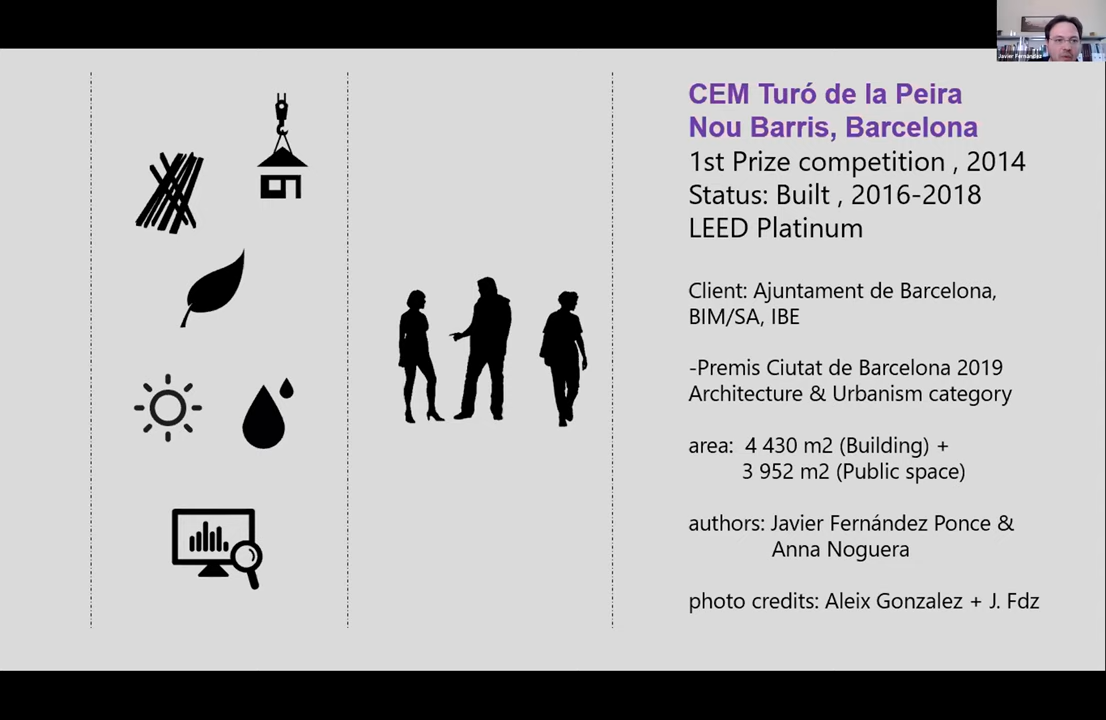 Javier Fernández
CEM Turó de la Peira
Nou Barris, Barcelona
1st Prize competition , 2014
Status: Built , 2016-2018
LEED Platinum
Client: Ajuntament de Barcelona,
BIM/SA, IBE
-Premis Ciutat de Barcelona 2019
Architecture & Urbanism category
area: 4 430 m2 (Building) +
3 952 m2 (Public space)
authors: Javier Fernández Ponce &
Anna Noguera
photo credits: Aleix Gonzalez + J. Fdz